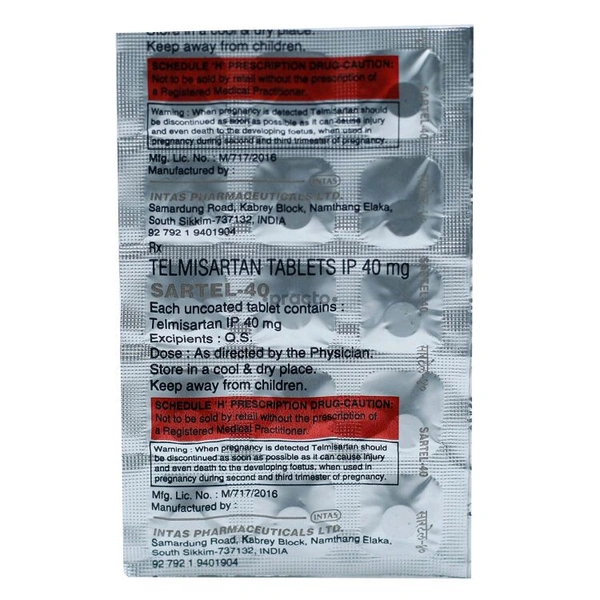 Store in a cool & dry place.
Keep away from children.
SCHEDULE 'H' PRESCRIPTION DRUG-CAUTION:
Not to be sold by retail without the prescription of
a Registered Medical Practitioner.
Warning : When pregnancy is detected Telmisartan should
be discontinued as soon as possible as it can cause injury
and even death to the developing foetus, when used in
pregnancy during second and third trimester of pregnancy.
Mfg. Lic. No. : M/717/2016
Manufactured by :
INTAS
INTAS PHARMACEUTICALS LTD.
Samardung Road, Kabrey Block, Namthang Elaka,
South Sikkim-737132, INDIA
92 792 1 9401904
Rx
TELMISARTAN TABLETS IP 40 mg
SARTEL-40
practo
Each uncoated tablet contains :
Telmisartan IP 40 mg
Excipients : Q.S.
Dose : As directed by the Physician.
Store in a cool & dry place.
Keep away from children.
SCHEDULE 'H' PRESCRIPTION DRUG-CAUTION:
Not to be sold by retail without the prescription of
a Registered Medical Practitioner.
Warning : When pregnancy is detected Telmisartan should
be discontinued as soon as possible as it can cause injury
and even death to the developing foetus, when used in
pregnancy during second and third trimester of pregnancy.
Mfg. Lic. No. : M/717/2016
Manufactured by :
INTAS
INTAS PHARMACEUTICALS LTD.
Samardung Road, Kabrey Block, Namthang Elaka,
South Sikkim-737132, INDIA
92 792 1 9401904
SARTEL-40
SARTEL-40
SARTEL-40
SARTEL-40